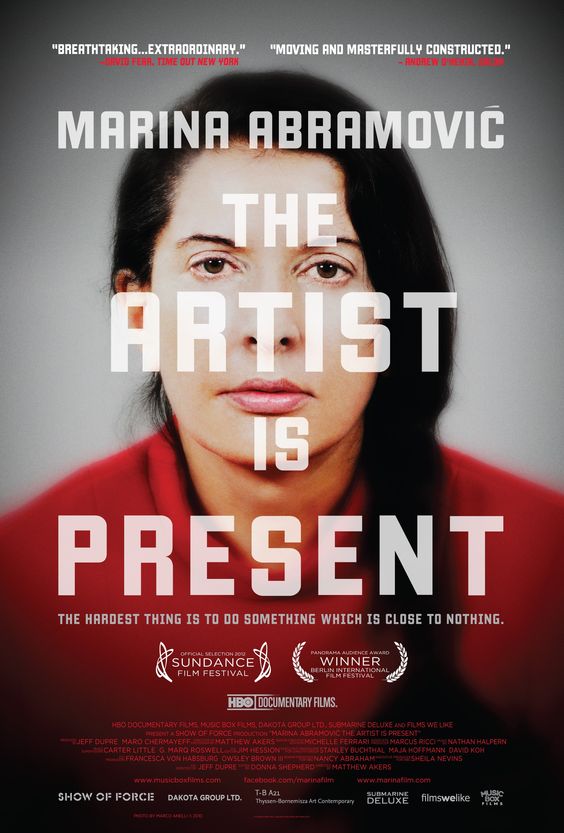 "BREATHTAKING...EXTRAORDINARY."
-DAVID FEAR, TIME OUT NEW YORK
"MOVING AND MASTERFULLY CONSTRUCTED."
- ANDREW O'HEHIR, SALON
MARINA ABRAMOVIĆ
THE
ARTIST
IS
PRESENT
THE HARDEST THING IS TO DO SOMETHING WHICH IS CLOSE TO NOTHING.
OFFICIAL SELECTION 2012
SUNDANCE
FILM FESTIVAL
PANORAMA AUDIENCE AWARD
WINNER
BERLIN INTERNATIONAL
FILM FESTIVAL
HBO DOCUMENTARY FILMS.
HBO DOCUMENTARY FILMS, MUSIC BOX FILMS, DAKOTA GROUP LTD., SUBMARINE DELUXE AND FILMS WE LIKE
PRESENT A SHOW OF FORCE PRODUCTION "MARINA ABRAMOVIC THE ARTIST IS PRESENT"
JEFF DUPRE MARO CHERMAYEFF MATTHEW AKERS MICHELLE FERRARI MARCUS RICCI NATHAN HALPERN
CARTER LITTLE G. MARQ ROSWELL JIM HESSION STANLEY BUCHTHAL MAJA HOFFMANN DAVID KOH
FRANCESCA VON HABSBURG OWSLEY BROWN III NANCY ABRAHAM SHEILA NEVINS
JEFF DUPRE DONNA SHEPHERD MATTHEW AKERS
www.musicboxfilms.com facebook.com/marinafilm www.marinafilm.com
SHOW OF FORCE DAKOTA GROUP LTD. T-B A21
Thyssen-Bornemisza Art Contemporary
SUBMARINE
DELUXE
filmswelike
MUSIC
BOX
FILMS
PHOTO BY MARCO ANELLI © 2010